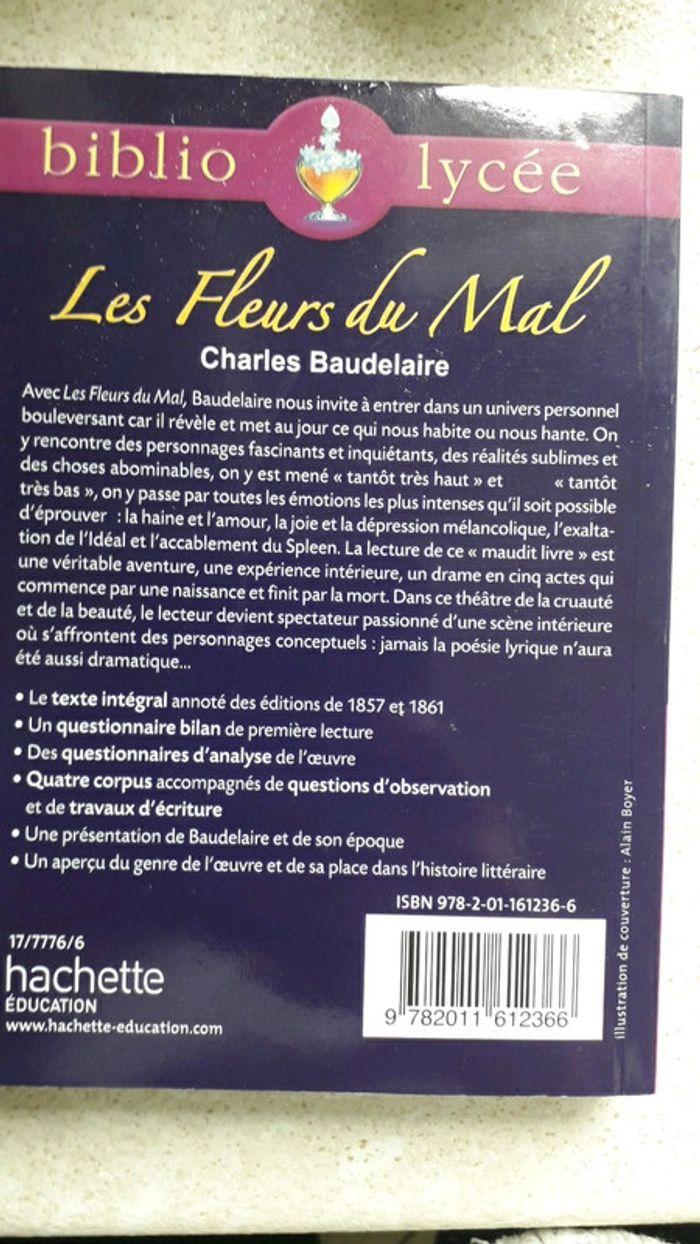 biblio lycée
Les Fleurs du Mal
Charles Baudelaire
Avec Les Fleurs du Mal, Baudelaire nous invite à entrer dans un univers personnel
bouleversant car il révèle et met au jour ce qui nous habite ou nous hante. On
y rencontre des personnages fascinants et inquiétants, des réalités sublimes et
des choses abominables, on y est mené « tantôt très haut » et « tantôt
très bas », on y passe par toutes les émotions les plus intenses qu'il soit possible
d'éprouver : la haine et l'amour, la joie et la dépression mélancolique, l'exalta-
tion de l'Idéal et l'accablement du Spleen. La lecture de ce « maudit livre » est
une véritable aventure, une expérience intérieure, un drame en cinq actes qui
commence par une naissance et finit par la mort. Dans ce théâtre de la cruauté
et de la beauté, le lecteur devient spectateur passionné d'une scène intérieure
où s'affrontent des personnages conceptuels : jamais la poésie lyrique n'aura
été aussi dramatique...
• Le texte intégral annoté des éditions de 1857 et 1861
• Un questionnaire bilan de première lecture
• Des questionnaires d'analyse de l'œuvre
• Quatre corpus accompagnés de questions d'observation
et de travaux d'écriture
• Une présentation de Baudelaire et de son époque
• Un aperçu du genre de l'œuvre et de sa place dans l'histoire littéraire
illustration de couverture : Alain Boyer
ISBN 978-2-01-161236-6
17/7776/6
hachette
ÉDUCATION
www.hachette-education.com
9 782011 612366